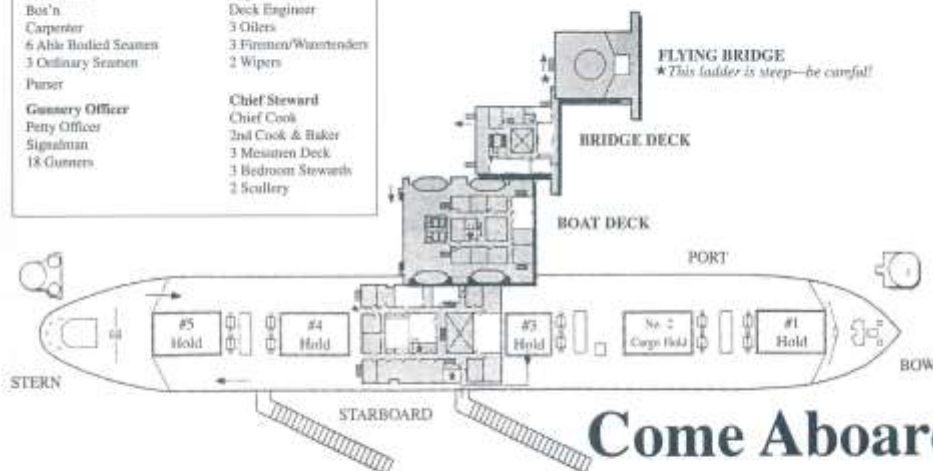 Bos'n
Carpenter
6 Able Bodied Seamen
3 Ordinary Seamen
Purser
Gunnery Officer
Petty Officer
Signalman
18 Gunners
Deck Engineer
3 Oilers
3 Firemen/Watertenders
2 Wipers
Chief Steward
Chief Cook
2nd Cook & Baker
3 Messmen Deck
3 Bedroom Stewards
2 Scullery
FLYING BRIDGE
★This ladder is steep—be careful!
BRIDGE DECK
BOAT DECK
PORT
#5
Hold
#4
Hold
#3
Hold
No. 2
Cargo Hold
#1
Hold
STERN
BOW
STARBOARD
Come Aboar